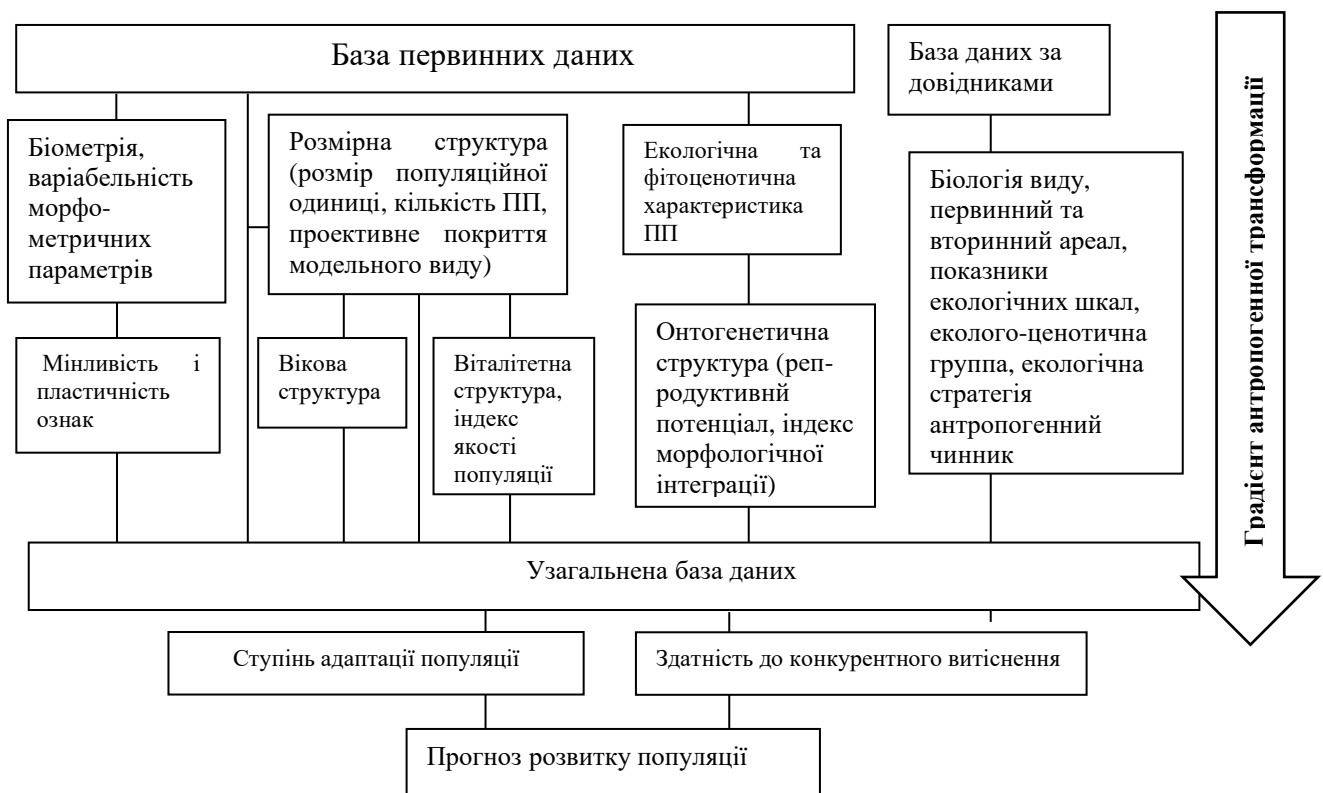 База первинних даних
База даних за
довідниками
Біометрія,
варіабельність
морфо-
метричних
параметрів
Розмірна структура
(розмір популяційної
одиниці, кількість ПП,
проективне покриття
модельного виду)
Екологічна та
фітоценотична
характеристика
ПП
Біологія виду,
первинний та
вторинний ареал,
показники
екологічних шкал,
еколого-ценотична
группа, екологічна
стратегія
антропогенний
чинник
Мінливість і
пластичність
ознак
Вікова
структура
Віталітетна
структура,
індекс
якості
популяції
Онтогенетична
структура (реп-
родуктивнй
потенціал, індекс
морфологічної
інтеграції)
Узагальнена база даних
Ступінь адаптації популяції
Здатність до конкурентного витіснення
Прогноз розвитку популяції
Градієнт антропогенної трансформації